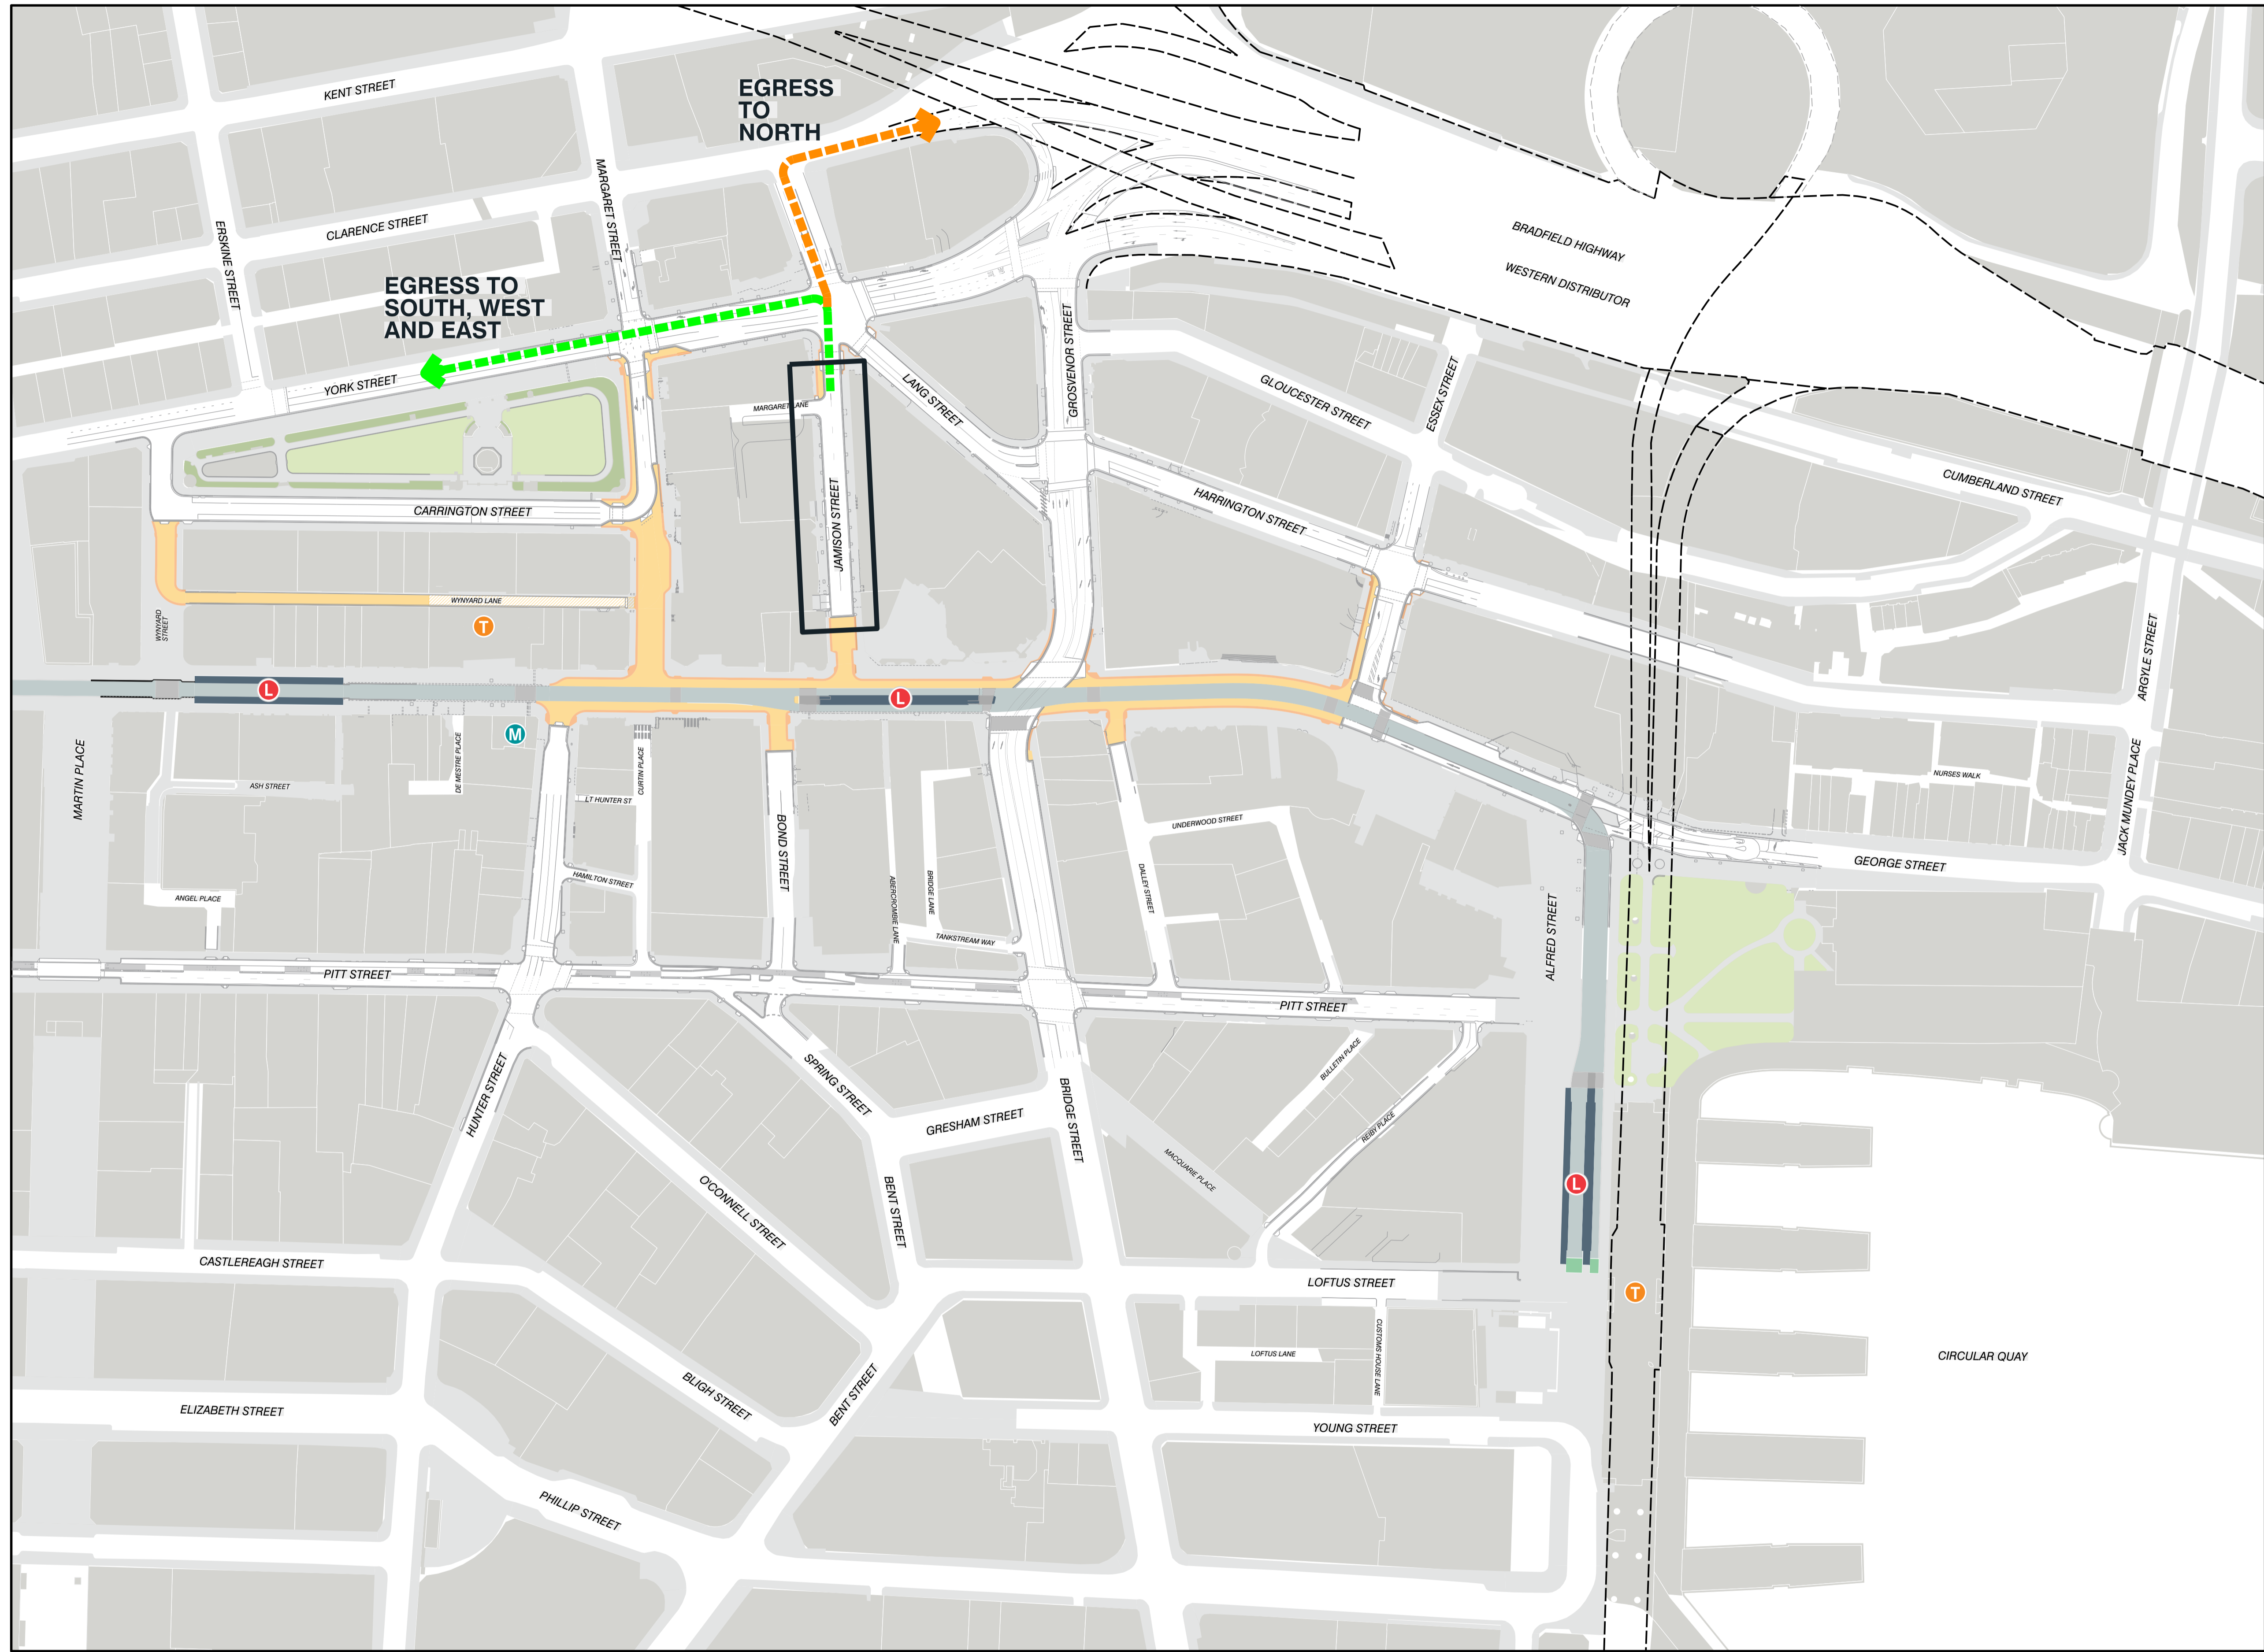 EGRESS
TO
NORTH
KENT STREET
MARGARET STREET
CLARENCE STREET
ERSKINE STREET
EGRESS TO
SOUTH, WEST
AND EAST
YORK STREET
BRADFIELD HIGHWAY
WESTERN DISTRIBUTOR
GROSVENOR STREET
LANG STREET
MARGARET LANE
GLOUCESTER STREET
ESSEX STREET
CUMBERLAND STREET
HARRINGTON STREET
JAMISON STREET
CARRINGTON STREET
WYNYARD LANE
WYNYARD
STREET
T
ARGYLE STREET
L
L
M
MARTIN PLACE
DE MESTRE PLACE
CURTIN PLACE
ASH STREET
LT HUNTER ST
BOND STREET
UNDERWOOD STREET
NURSES WALK
JACK MUNDEY PLACE
GEORGE STREET
HAMILTON STREET
ABERCROMBIE LANE
BRIDGE LANE
DALLEY STREET
ANGEL PLACE
TANKSTREAM WAY
ALFRED STREET
PITT STREET
PITT STREET
HUNTER STREET
SPRING STREET
GRESHAM STREET
BRIDGE STREET
BULLETIN PLACE
REIBY PLACE
MACQUARIE PLACE
L
O'CONNELL STREET
BENT STREET
CASTLEREAGH STREET
LOFTUS STREET
T
CUSTOMS HOUSE LANE
LOFTUS LANE
CIRCULAR QUAY
BLIGH STREET
BENT STREET
ELIZABETH STREET
YOUNG STREET
PHILLIP STREET